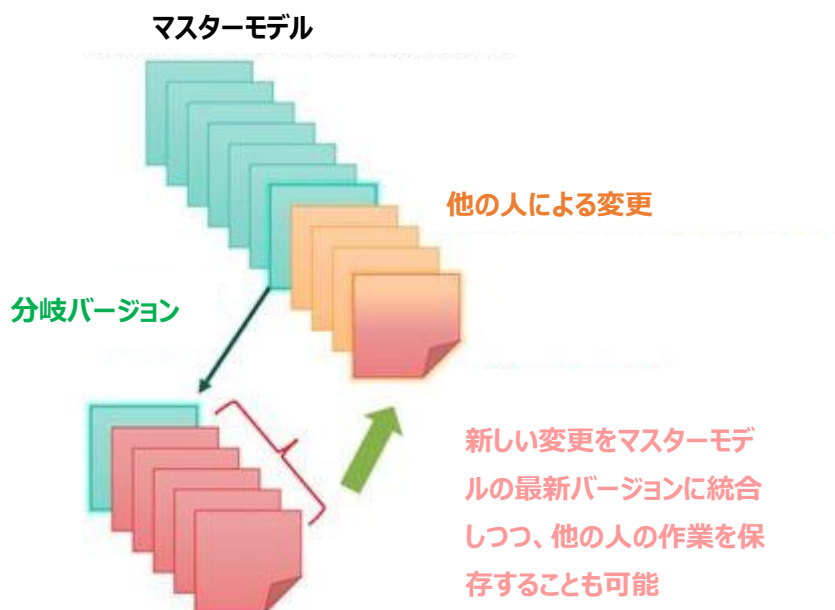 マスターモデル
他の人による変更
分岐バージョン
新しい変更をマスターモデ
ルの最新バージョンに統合
しつつ、他の人の作業を保
存することも可能